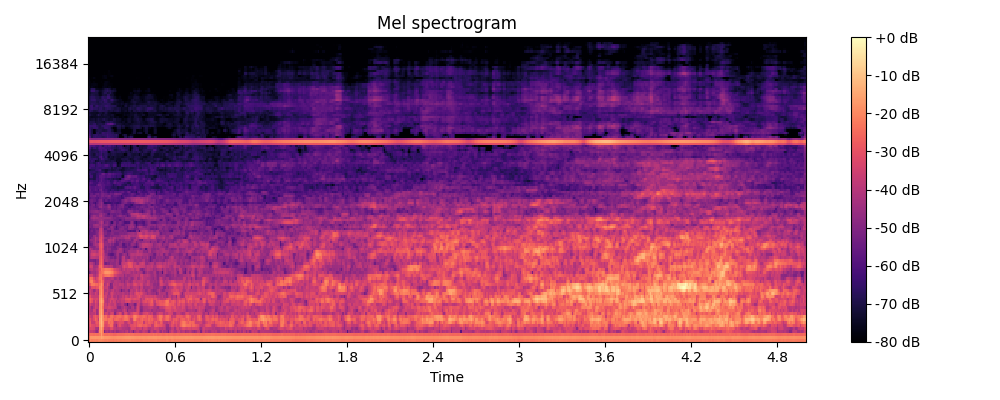 Mel spectrogram
Hz
16384
8192
4096
2048
1024
512
0
0 0.6 1.2 1.8 2.4 3 3.6 4.2 4.8
Time
+0 dB
-10 dB
-20 dB
-30 dB
-40 dB
-50 dB
-60 dB
-70 dB
-80 dB